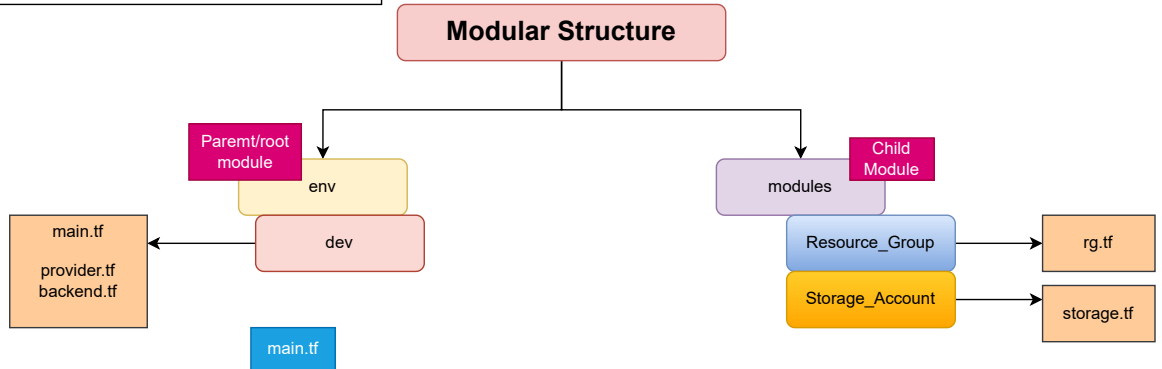 Modular Structure
Paremt/root
module
Child
Module
env
modules
main.tf
provider.tf
backend.tf
dev
Resource_Group
rg.tf
Storage_Account
storage.tf
main.tf